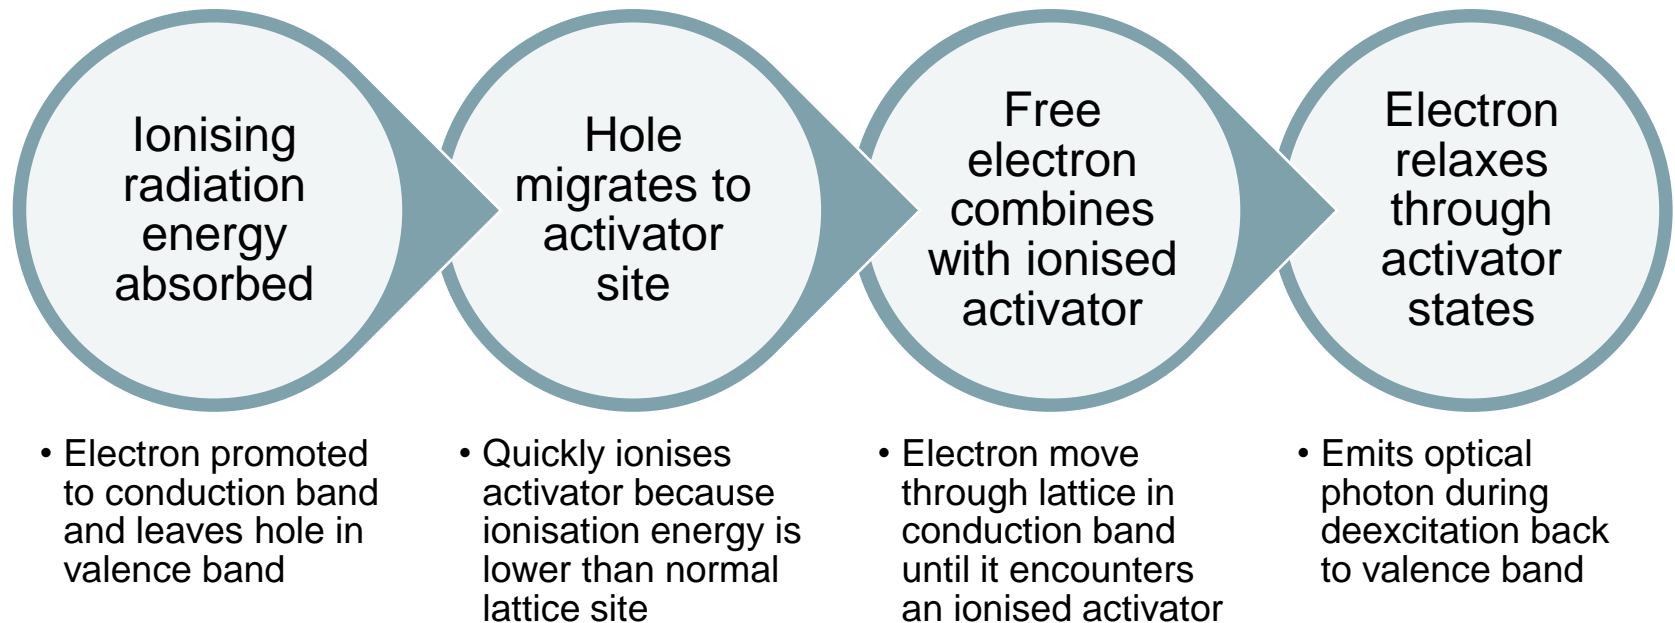 Ionising
radiation
energy
absorbed
Hole
migrates to
activator
site
Free
electron
combines
with ionised
activator
Electron
relaxes
through
activator
states
• Electron promoted
to conduction band
and leaves hole in
valence band
• Quickly ionises
activator because
ionisation energy is
lower than normal
lattice site
• Electron move
through lattice in
conduction band
until it encounters
an ionised activator
• Emits optical
photon during
deexcitation back
to valence band